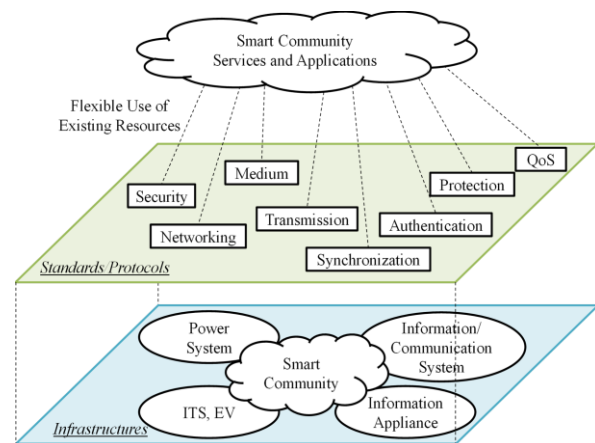 Smart Community
Services and Applications
Flexible Use of
Existing Resources
QoS
Medium
Protection
Security
Transmission
Authentication
Networking
Synchronization
Standards/Protocols
Power
System
Information/
Communication
System
Smart
Community
ITS, EV
Information
Appliance
Infrastructures